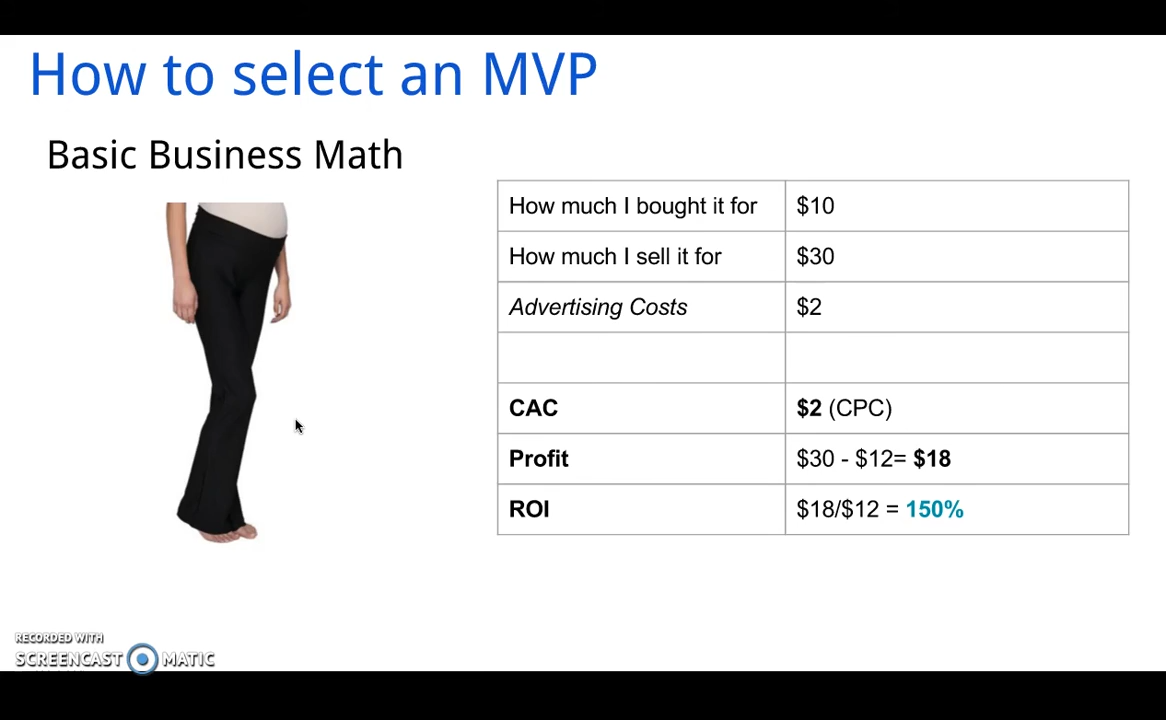 How to select an MVP
Basic Business Math
How much I bought it for $10
How much I sell it for $30
Advertising Costs $2
CAC $2 (CPC)
Profit $30 - $12= $18
ROI $18/$12 = 150%
RECORDED WITH
SCREENCAST MATIC